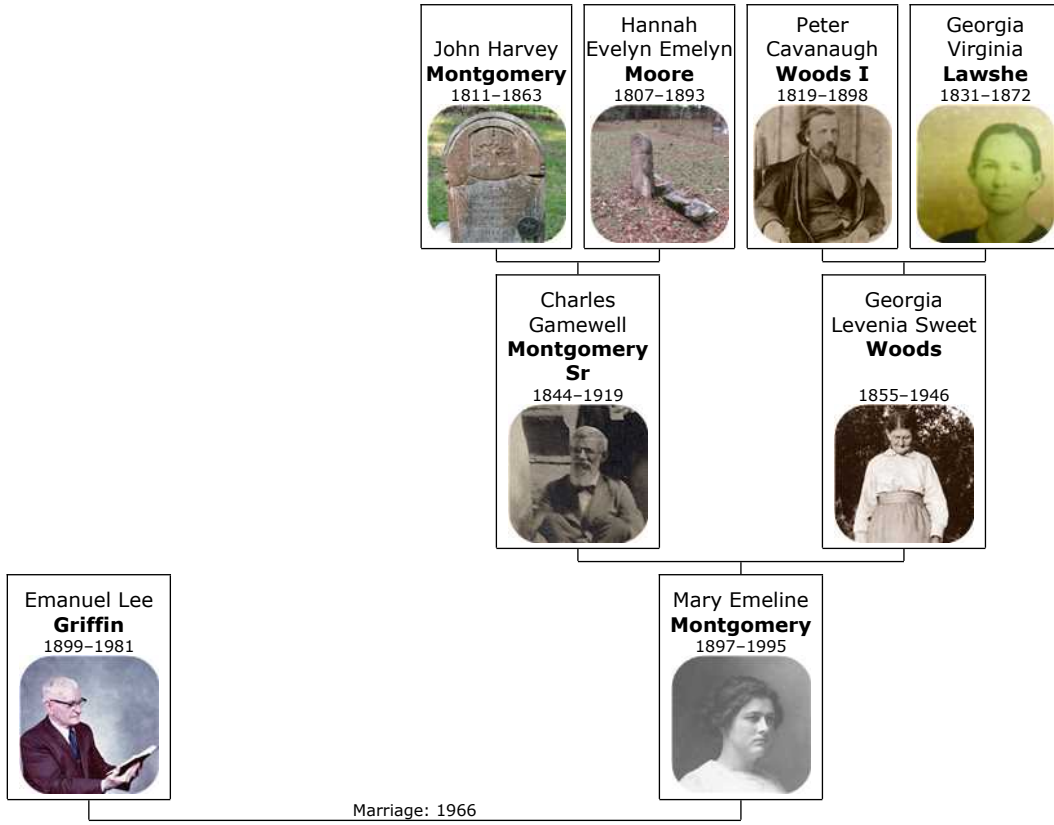 John Harvey
Montgomery
1811–1863
Hannah
Evelyn Emelyn
Moore
1807–1893
Peter
Cavanaugh
Woods I
1819–1898
Georgia
Virginia
Lawshe
1831–1872
Charles
Gamewell
Montgomery
Sr
1844–1919
Georgia
Levenia Sweet
Woods
1855–1946
Emanuel Lee
Griffin
1899–1981
Mary Emeline
Montgomery
1897–1995
Marriage: 1966